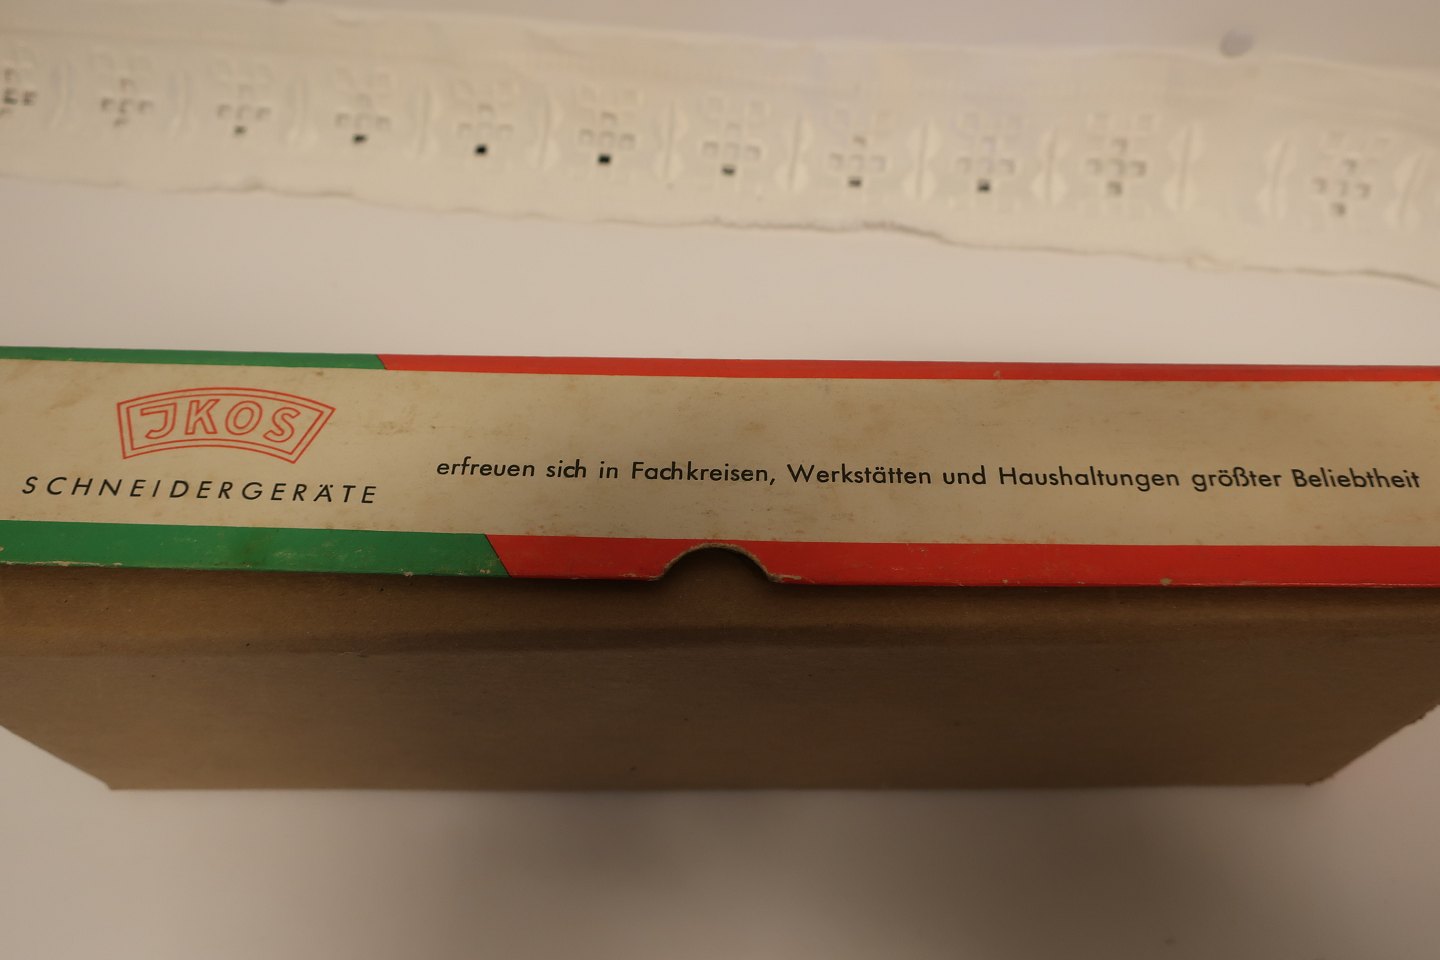 JKOS
SCHNEIDERGERÄTE
erfreuen sich in Fachkreisen, Werkstätten und Haushaltungen größter Beliebtheit